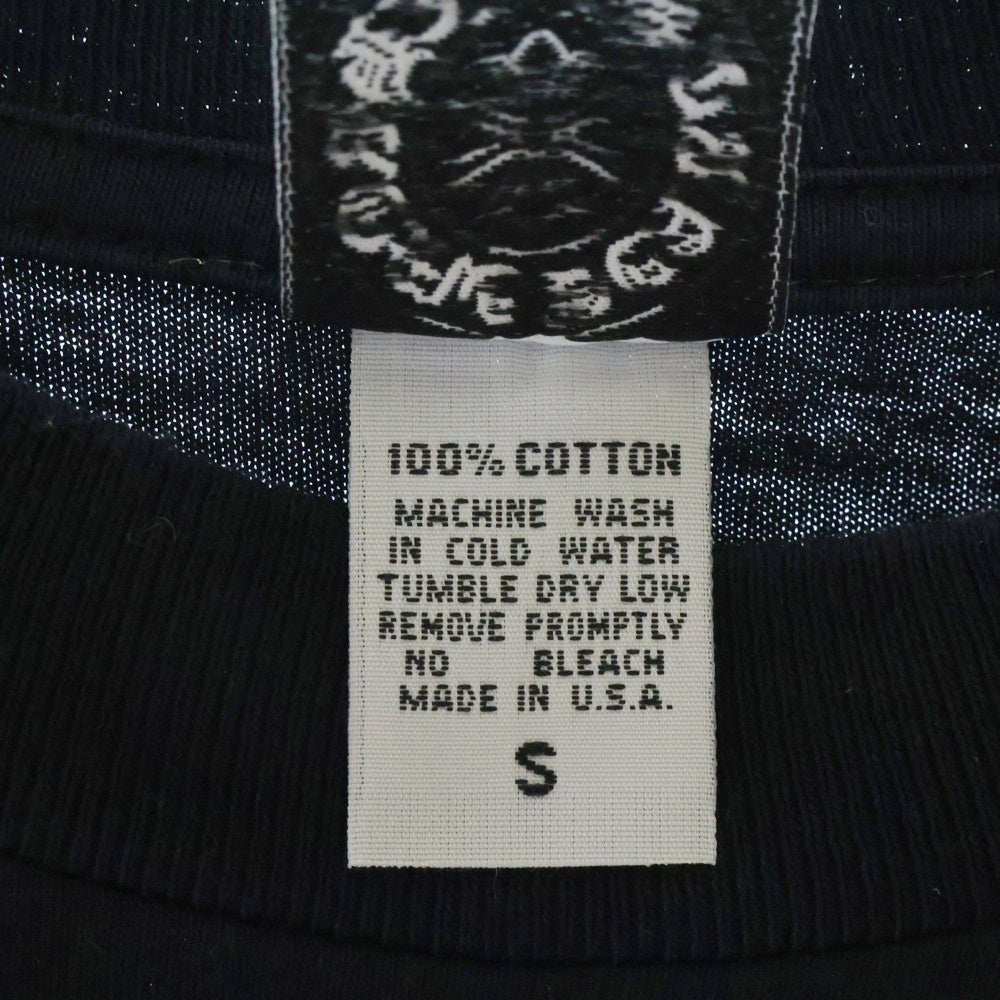 100% COTTON
MACHINE WASH
IN COLD WATER
TUMBLE DRY LOW
REMOVE PROMPTLY
NO BLEACH
MADE IN U.S.A.
S